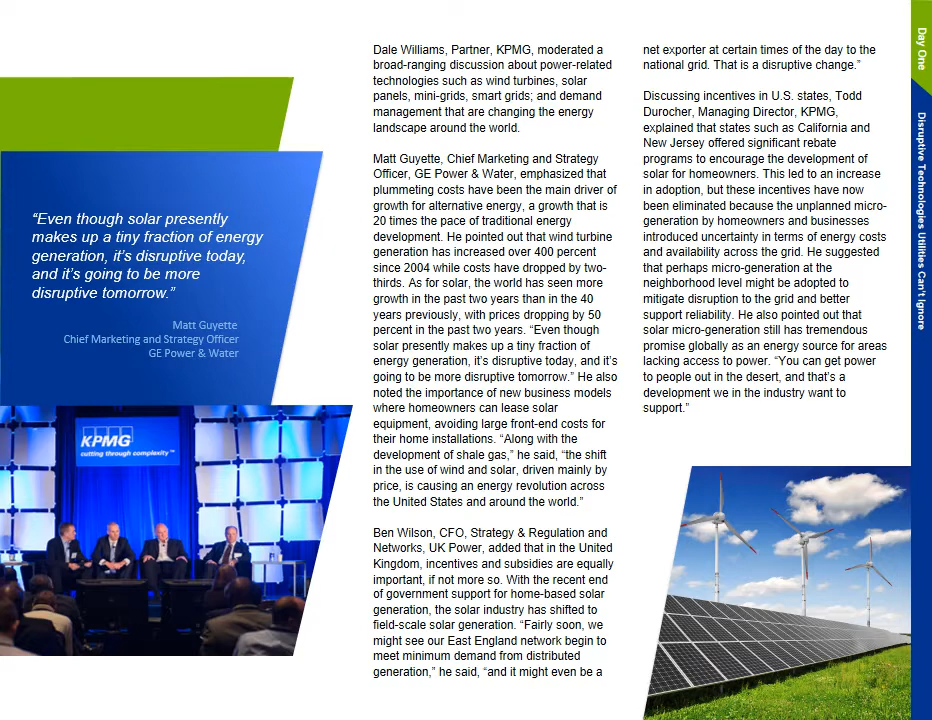 “Even though solar presently
makes up a tiny fraction of energy
generation, it’s disruptive today,
and it’s going to be more
disruptive tomorrow.”
Matt Guyette
Chief Marketing and Strategy Officer
GE Power & Water
KPMG
cutting through complexity™
Dale Williams, Partner, KPMG, moderated a
broad-ranging discussion about power-related
technologies such as wind turbines, solar
panels, mini-grids, smart grids; and demand
management that are changing the energy
landscape around the world.
Matt Guyette, Chief Marketing and Strategy
Officer, GE Power & Water, emphasized that
plummeting costs have been the main driver of
growth for alternative energy, a growth that is
20 times the pace of traditional energy
development. He pointed out that wind turbine
generation has increased over 400 percent
since 2004 while costs have dropped by two-
thirds. As for solar, the world has seen more
growth in the past two years than in the 40
years previously, with prices dropping by 50
percent in the past two years. “Even though
solar presently makes up a tiny fraction of
energy generation, it’s disruptive today, and it’s
going to be more disruptive tomorrow.” He also
noted the importance of new business models
where homeowners can lease solar
equipment, avoiding large front-end costs for
their home installations. “Along with the
development of shale gas,” he said, “the shift
in the use of wind and solar, driven mainly by
price, is causing an energy revolution across
the United States and around the world.”
Ben Wilson, CFO, Strategy & Regulation and
Networks, UK Power, added that in the United
Kingdom, incentives and subsidies are equally
important, if not more so. With the recent end
of government support for home-based solar
generation, the solar industry has shifted to
field-scale solar generation. “Fairly soon, we
might see our East England network begin to
meet minimum demand from distributed
generation,” he said, “and it might even be a
net exporter at certain times of the day to the
national grid. That is a disruptive change.”
Discussing incentives in U.S. states, Todd
Durocher, Managing Director, KPMG,
explained that states such as California and
New Jersey offered significant rebate
programs to encourage the development of
solar for homeowners. This led to an increase
in adoption, but these incentives have now
been eliminated because the unplanned micro-
generation by homeowners and businesses
introduced uncertainty in terms of energy costs
and availability across the grid. He suggested
that perhaps micro-generation at the
neighborhood level might be adopted to
mitigate disruption to the grid and better
support reliability. He also pointed out that
solar micro-generation still has tremendous
promise globally as an energy source for areas
lacking access to power. “You can get power
to people out in the desert, and that’s a
development we in the industry want to
support.”
Day One
Disruptive Technologies Utilities Can’t Ignore